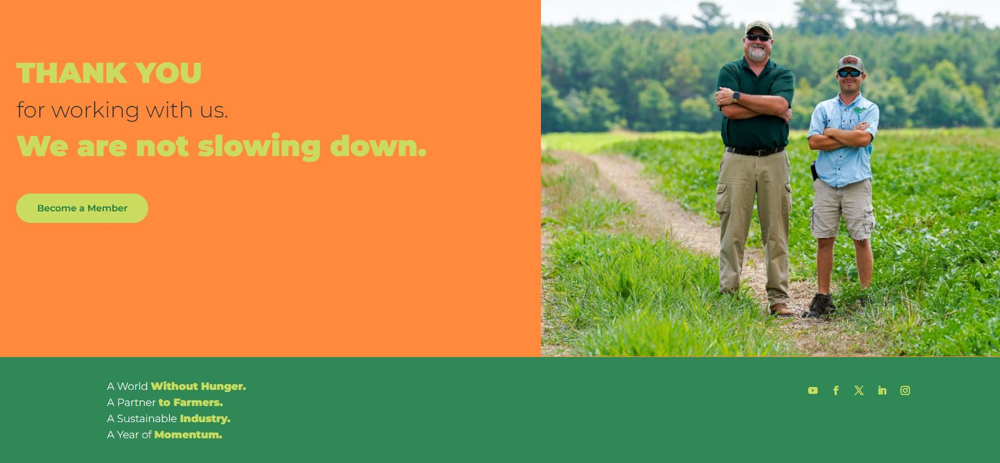 THANK YOU
for working with us.
We are not slowing down.
Become a Member
A World Without Hunger.
A Partner to Farmers.
A Sustainable Industry.
A Year of Momentum.